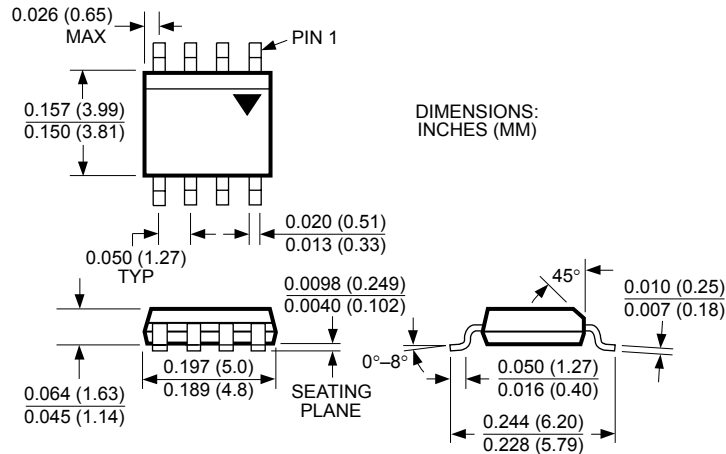 0.026 (0.65)
MAX
PIN 1
0.157 (3.99)
0.150 (3.81)
DIMENSIONS:
INCHES (MM)
0.050 (1.27)
TYP
0.020 (0.51)
0.013 (0.33)
0.0098 (0.249)
0.0040 (0.102)
45°
0.010 (0.25)
0.007 (0.18)
0.064 (1.63)
0.045 (1.14)
0.197 (5.0)
0.189 (4.8)
SEATING
PLANE
0°–8°
0.050 (1.27)
0.016 (0.40)
0.244 (6.20)
0.228 (5.79)